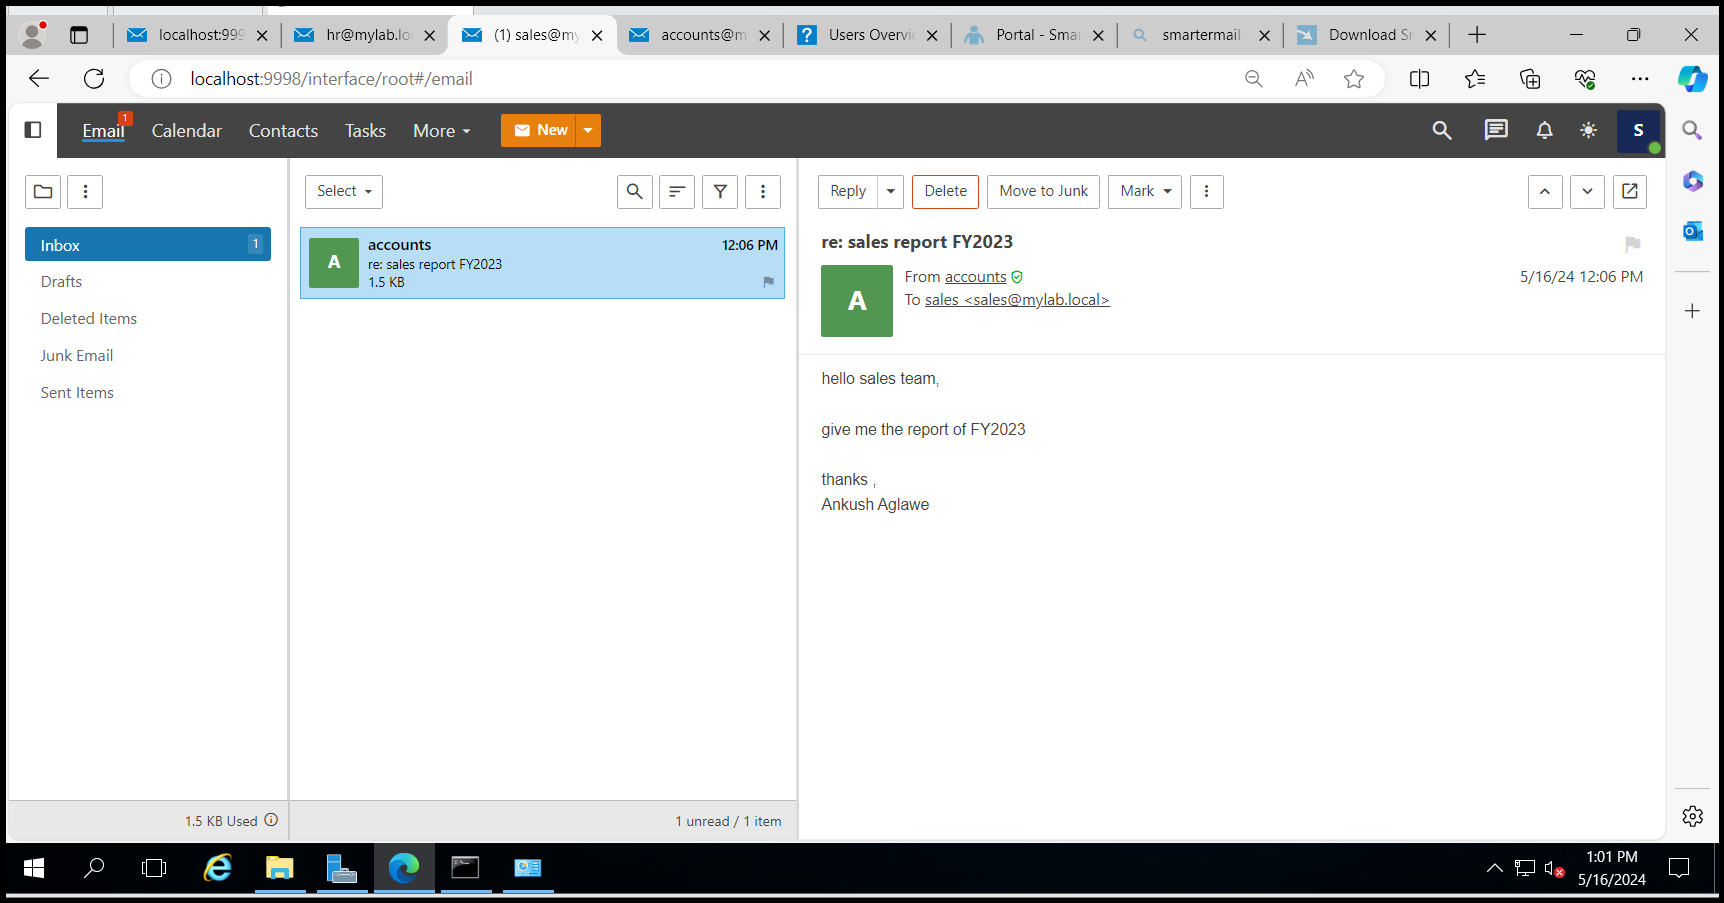 localhost:999
hr@mylab.lo
(1) sales@my
accounts@m
Users Overvi
Portal - Smar
smartermail
Download Sm
localhost:9998/interface/root#/email
Email
1
Calendar
Contacts
Tasks
More
New
S
Select
Reply
Delete
Move to Junk
Mark
Inbox
1
Drafts
Deleted Items
Junk Email
Sent Items
A
accounts
12:06 PM
re: sales report FY2023
1.5 KB
re: sales report FY2023
A
From accounts
5/16/24 12:06 PM
To sales <sales@mylab.local>
hello sales team,
give me the report of FY2023
thanks ,
Ankush Aglawe
1.5 KB Used
1 unread / 1 item
1:01 PM
5/16/2024